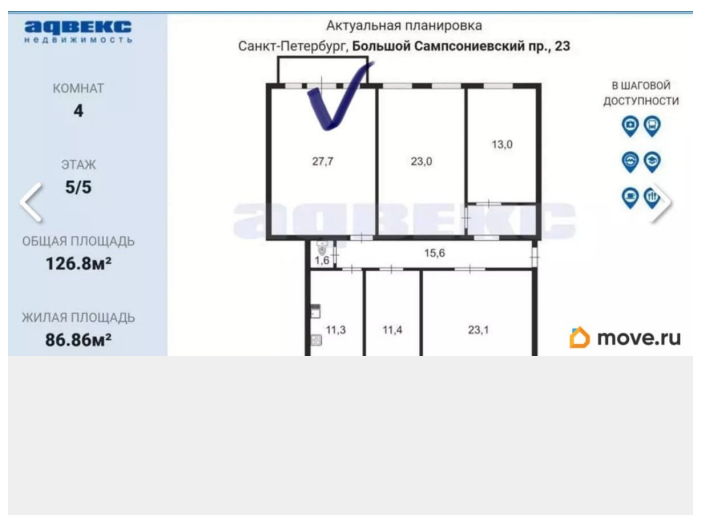 адвекс
недвижимость
Актуальная планировка
Санкт-Петербург, Большой Сампсониевский пр., 23
КОМНАТ
4
ЭТАЖ
5/5
ОБЩАЯ ПЛОЩАДЬ
126.8м²
ЖИЛАЯ ПЛОЩАДЬ
86.86м²
В ШАГОВОЙ
ДОСТУПНОСТИ
27,7
23,0
13,0
адвекс
1,6
15,6
11,3
11,4
23,1
move.ru